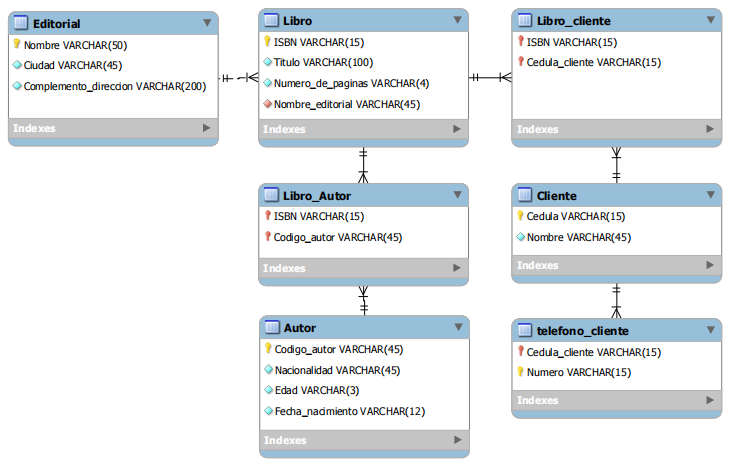 Editorial
Nombre VARCHAR(50)
Ciudad VARCHAR(45)
Complemento_direccion VARCHAR(200)
Indexes
Libro
ISBN VARCHAR(15)
Titulo VARCHAR(100)
Numero_de_paginas VARCHAR(4)
Nombre_editorial VARCHAR(45)
Indexes
Libro_cliente
ISBN VARCHAR(15)
Cedula_cliente VARCHAR(15)
Indexes
Libro_Autor
ISBN VARCHAR(15)
Codigo_autor VARCHAR(45)
Indexes
Cliente
Cedula VARCHAR(15)
Nombre VARCHAR(45)
Indexes
Autor
Codigo_autor VARCHAR(45)
Nacionalidad VARCHAR(45)
Edad VARCHAR(3)
Fecha_nacimiento VARCHAR(12)
Indexes
telefono_cliente
Cedula_cliente VARCHAR(15)
Numero VARCHAR(15)
Indexes